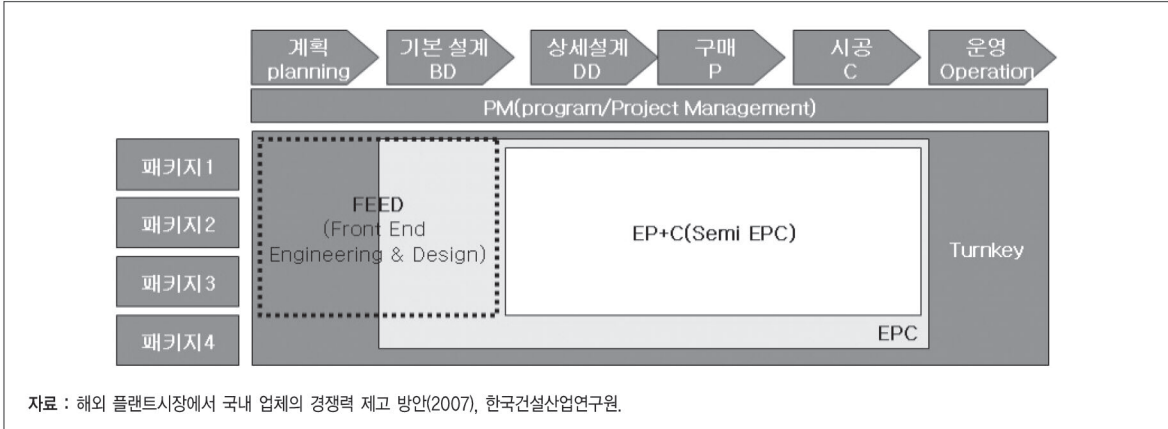 계획
planning
기본 설계
BD
상세설계
DD
구매
P
시공
C
운영
Operation
PM(program/Project Management)
패키지1
패키지2
패키지3
패키지4
FEED
(Front End
Engineering & Design)
EP+C(Semi EPC)
Turnkey
EPC
자료 : 해외 플랜트시장에서 국내 업체의 경쟁력 제고 방안(2007), 한국건설산업연구원.